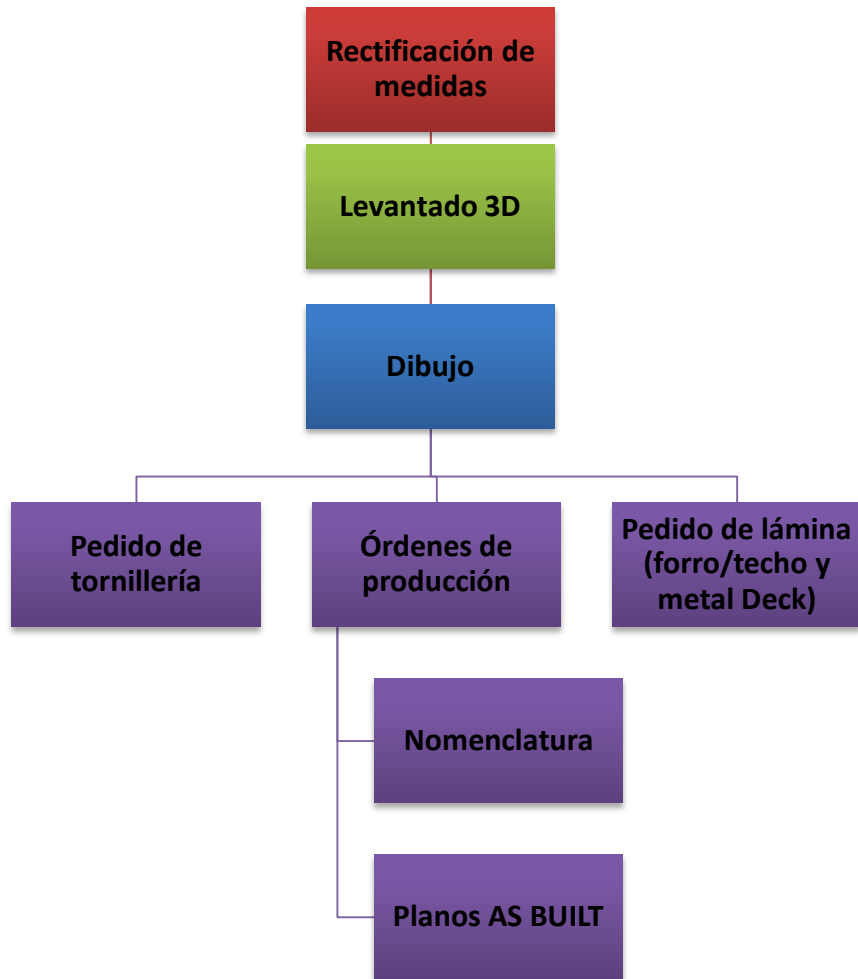 Rectificación de
medidas
Levantado 3D
Dibujo
Pedido de
tornillería
Órdenes de
producción
Pedido de lámina
(forro/techo y
metal Deck)
Nomenclatura
Planos AS BUILT